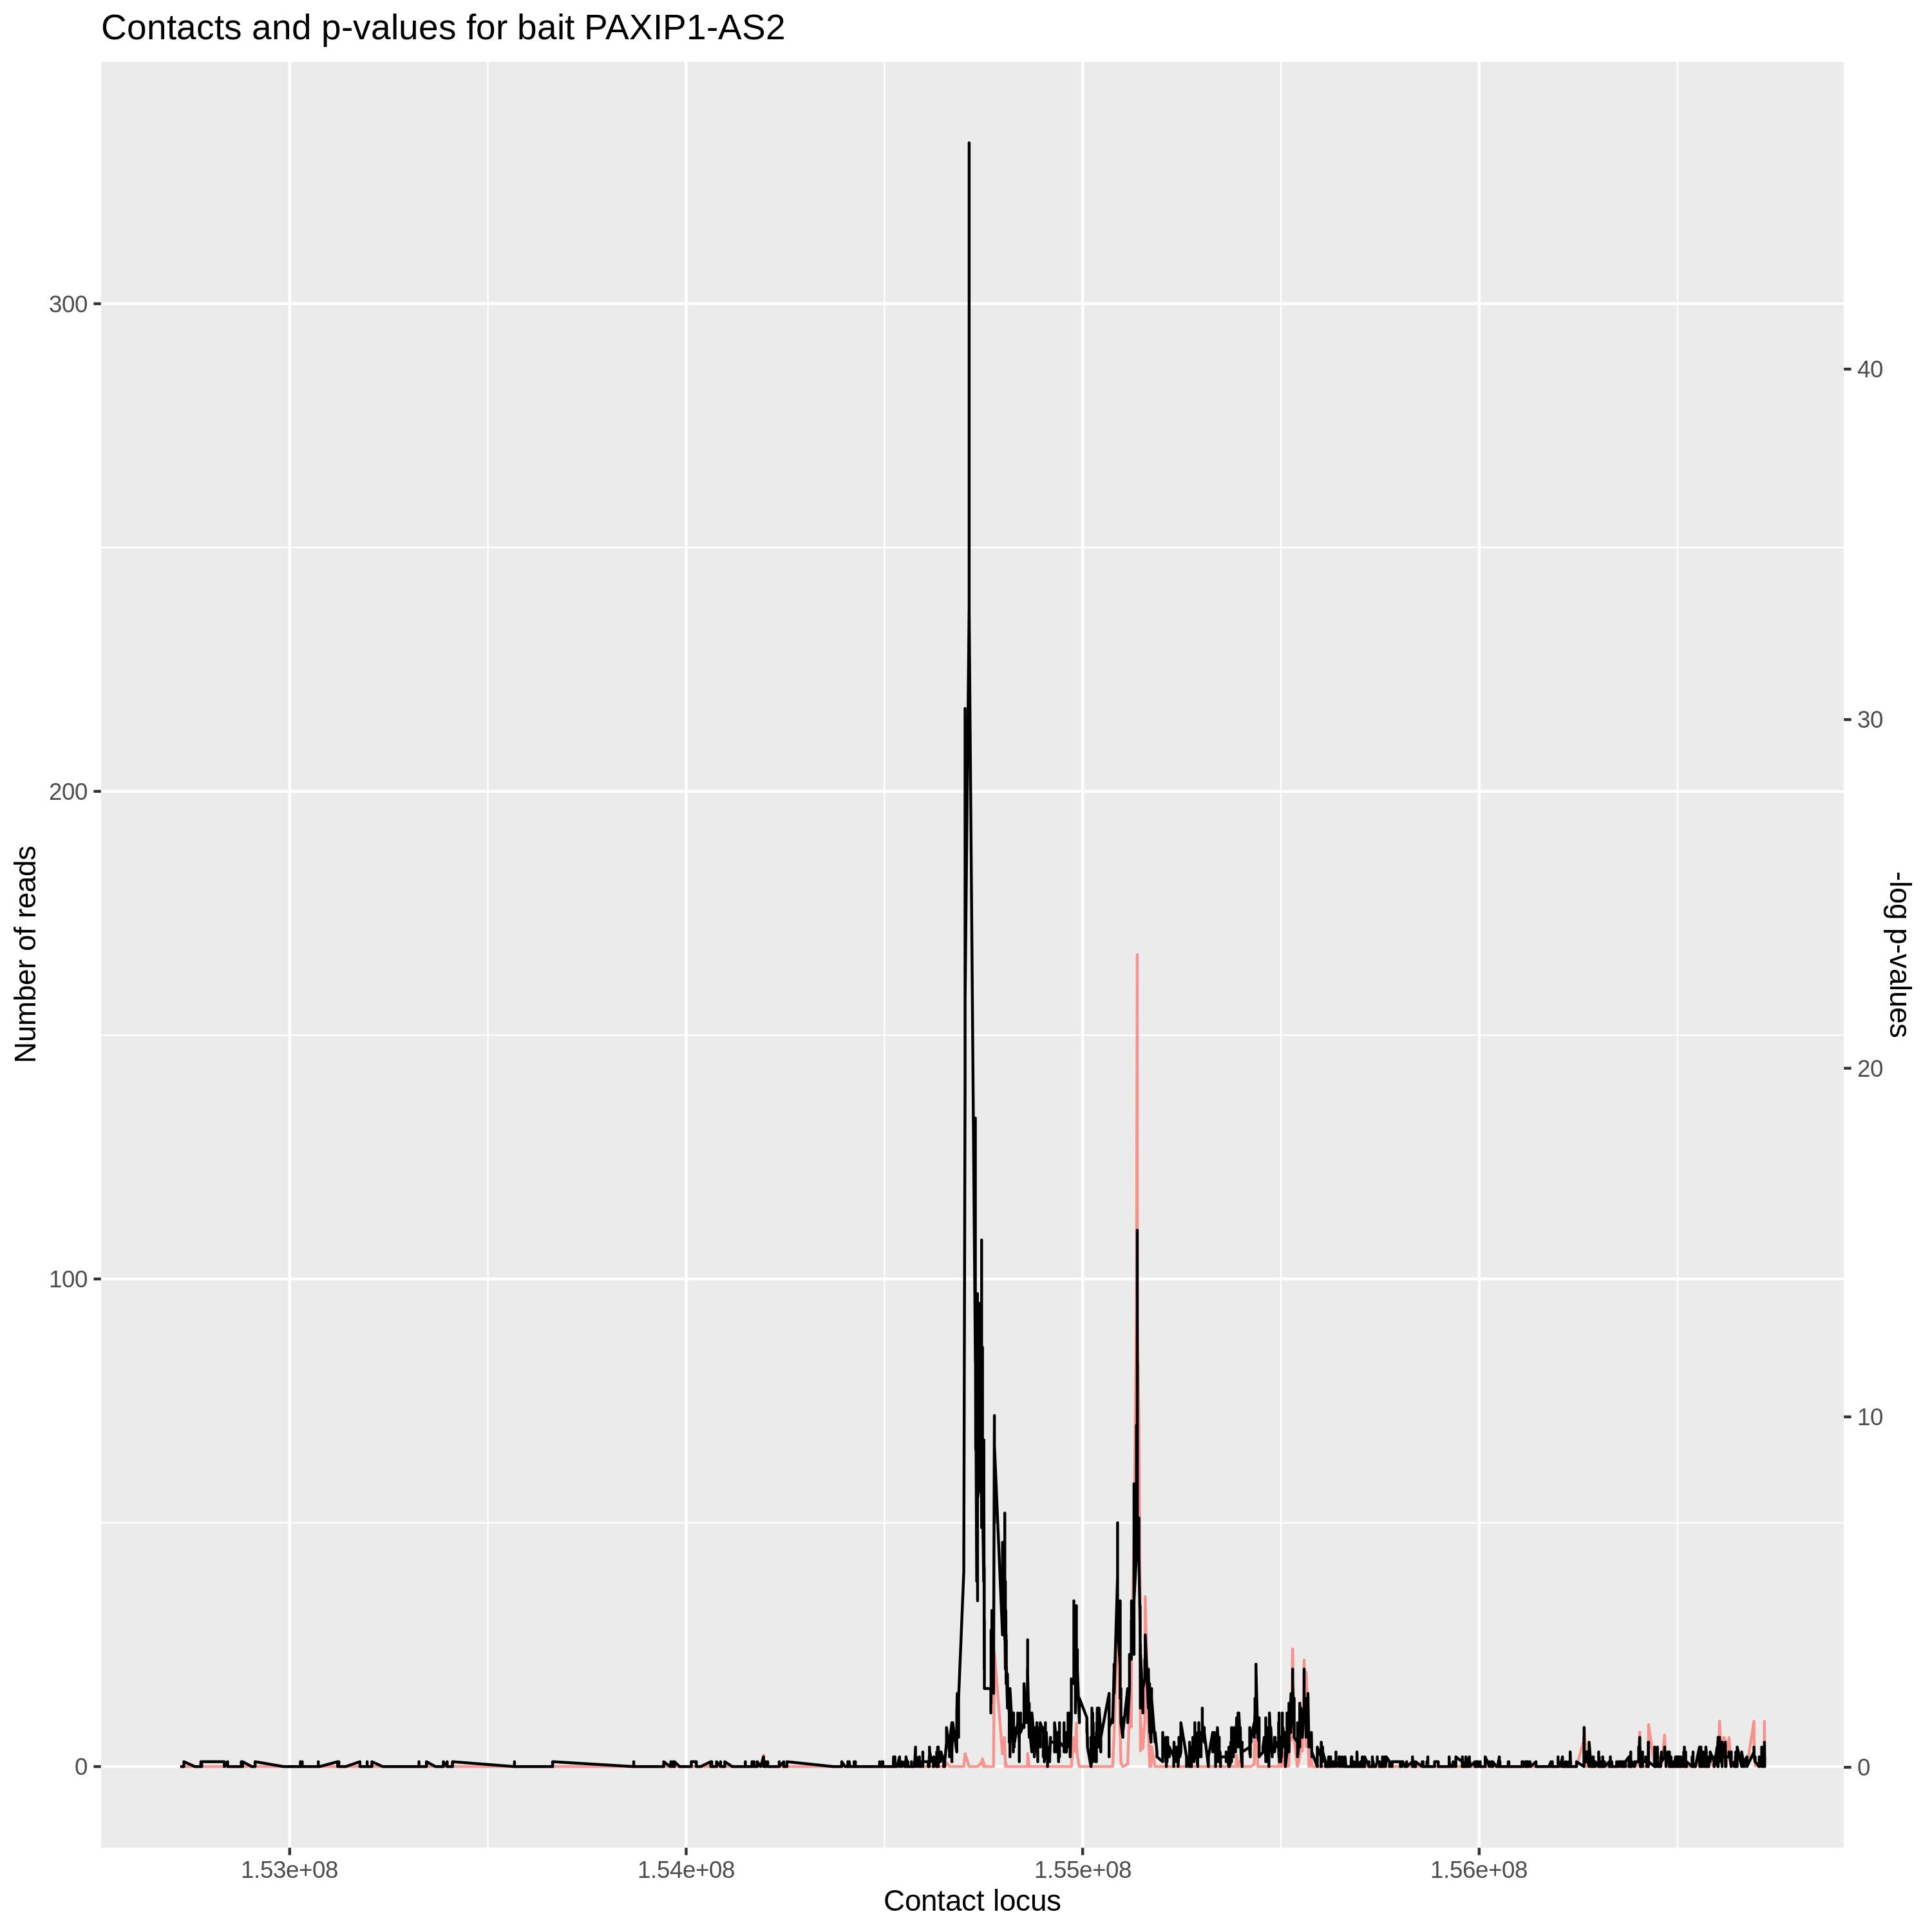 Contacts and p-values for bait PAXIP1-AS2
300
200
100
0
Number of reads
40
30
20
10
0
-log p-values
1.53e+08
1.54e+08
1.55e+08
1.56e+08
Contact locus